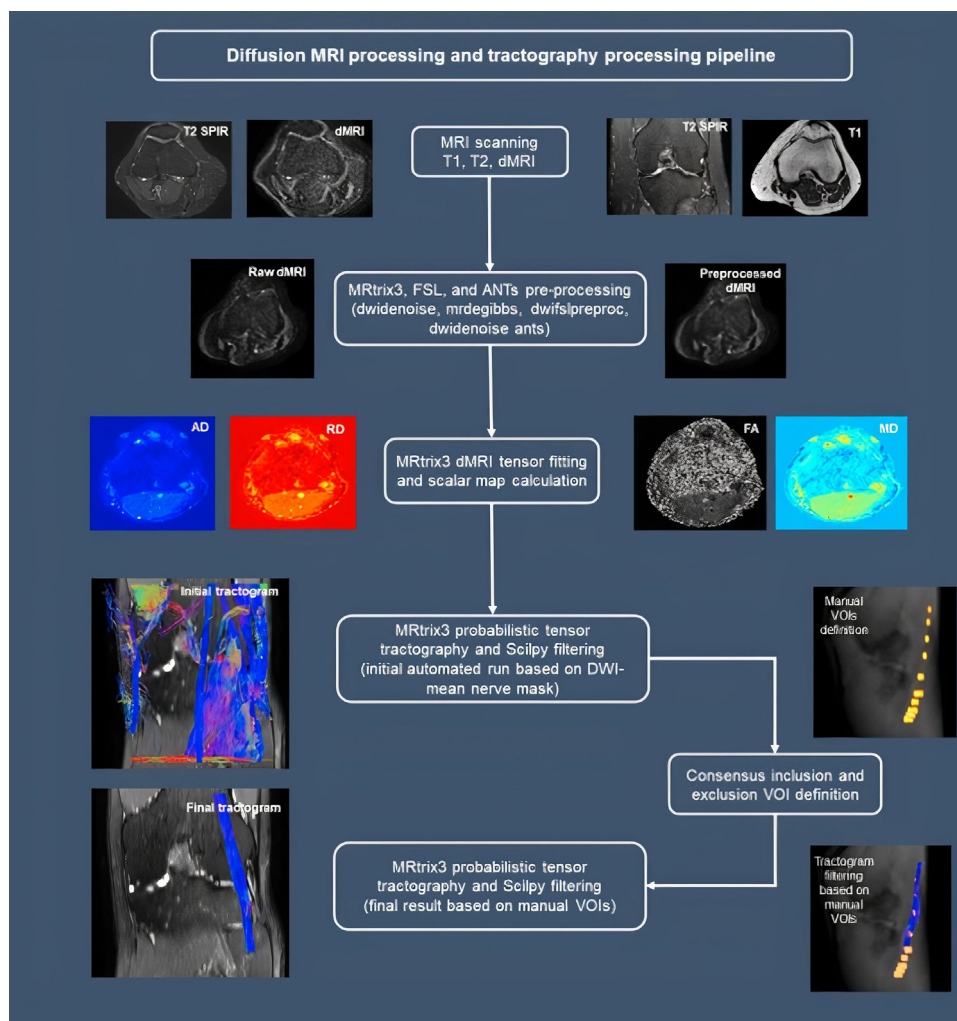 Diffusion MRI processing and tractography processing pipeline
T2 SPIR
dMRI
MRI scanning
T1, T2, dMRI
T2 SPIR
T1
Raw dMRI
MRtrix3, FSL, and ANTs pre-processing
(dwidenoise, mrdegibbs, dwifslpreproc,
dwidenoise ants)
Preprocessed
dMRI
AD
RD
MRtrix3 dMRI tensor fitting
and scalar map calculation
FA
MD
Initial tractogram
MRtrix3 probabilistic tensor
tractography and Scilpy filtering
(initial automated run based on DWI-
mean nerve mask)
Manual
VOIs
definition
Consensus inclusion and
exclusion VOI definition
Final tractogram
MRtrix3 probabilistic tensor
tractography and Scilpy filtering
(final result based on manual VOIs)
Tractogram
filtering
based on
manual
VOIs